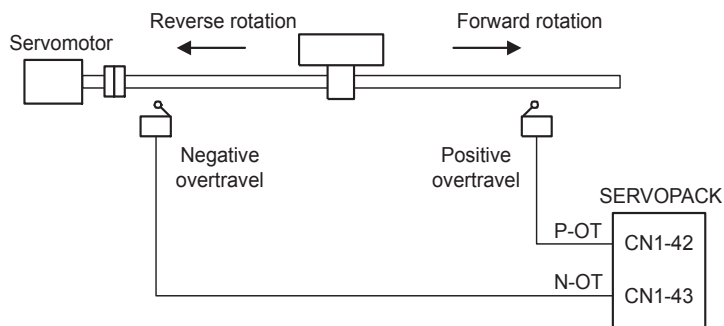 Reverse rotation
Forward rotation
Servomotor
Negative
overtravel
Positive
overtravel
SERVOPACK
P-OT
CN1-42
N-OT
CN1-43